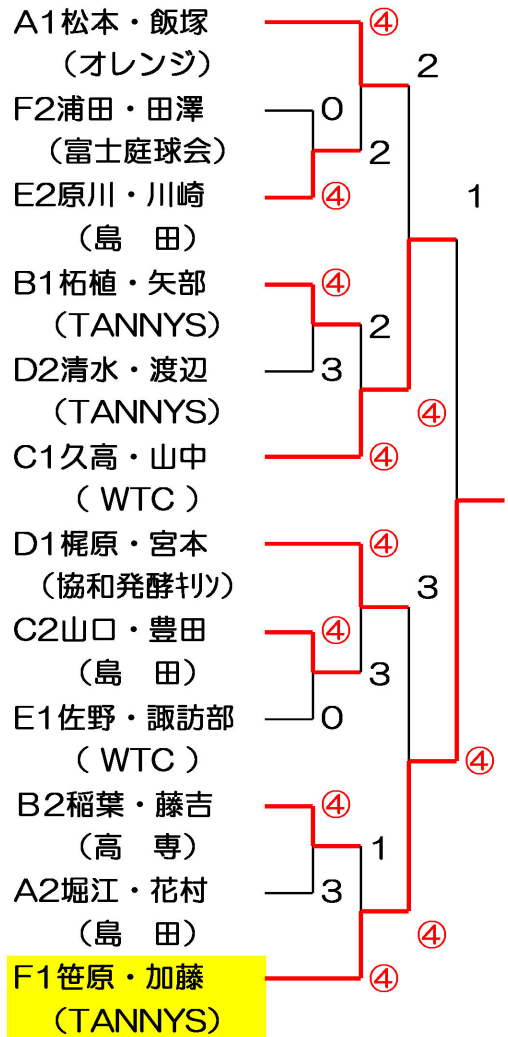 A1松本・飯塚
④
(オレンジ)
2
F2浦田・田澤
0
(富士庭球会)
2
E2原川・川崎
④
1
(島　田)
B1柘植・矢部
④
(TANNYS)
2
D2清水・渡辺
3
(TANNYS)
④
C1久高・山中
④
(WTC)
D1梶原・宮本
④
(協和発酵ｷﾘﾝ)
3
C2山口・豊田
④
(島　田)
3
E1佐野・諏訪部
0
(WTC)
④
B2稲葉・藤吉
④
(高　専)
1
A2堀江・花村
3
(島　田)
④
F1笹原・加藤
④
(TANNYS)